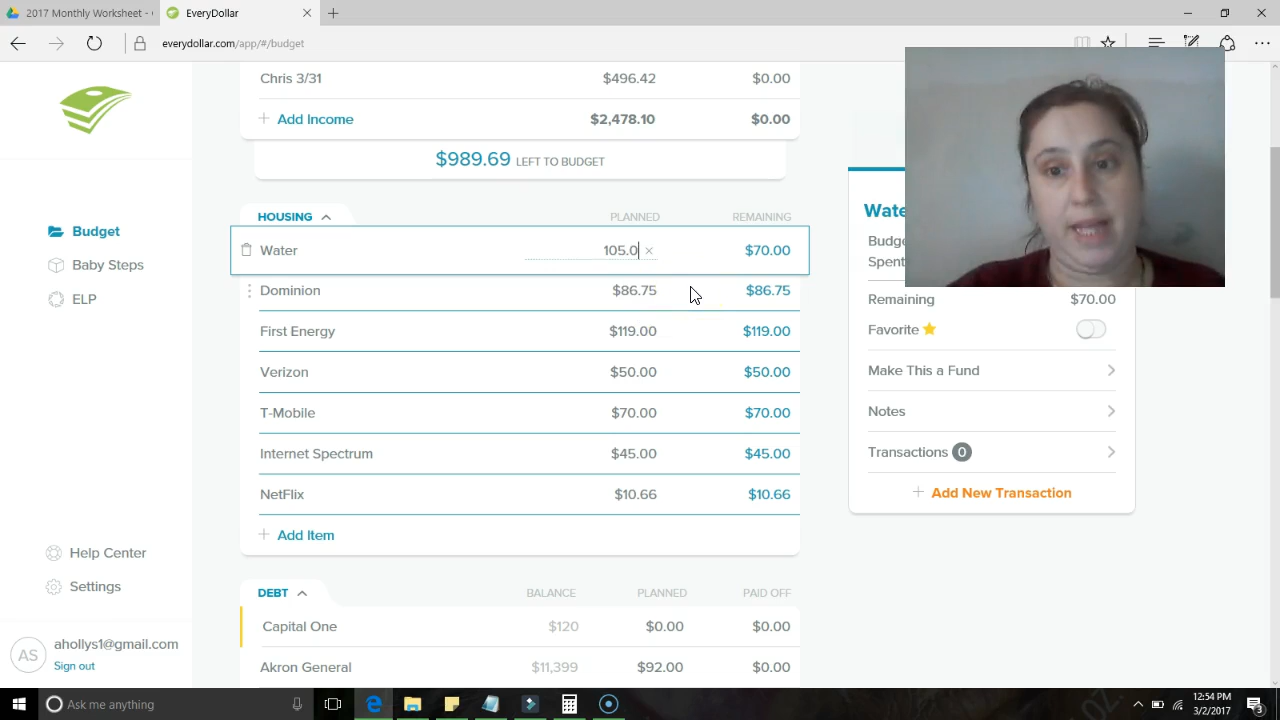 2017 Monthly Worksheet -
EveryDollar
everydollar.com/app/#/budget
Chris 3/31 $496.42 $0.00
Add Income $2,478.10 $0.00
$989.69 LEFT TO BUDGET
HOUSING PLANNED REMAINING
Water 105.0 $70.00
Dominion $86.75 $86.75
First Energy $119.00 $119.00
Verizon $50.00 $50.00
T-Mobile $70.00 $70.00
Internet Spectrum $45.00 $45.00
NetFlix $10.66 $10.66
Add Item
DEBT BALANCE PLANNED PAID OFF
Capital One $120 $0.00 $0.00
Akron General $11,399 $92.00 $0.00
Budget
Baby Steps
ELP
Help Center
Settings
AS
ahollys1@gmail.com
Sign out
Wate
Budge
Spent
Remaining $70.00
Favorite
Make This a Fund
Notes
Transactions 0
Add New Transaction
Ask me anything
12:54 PM
3/2/2017
3